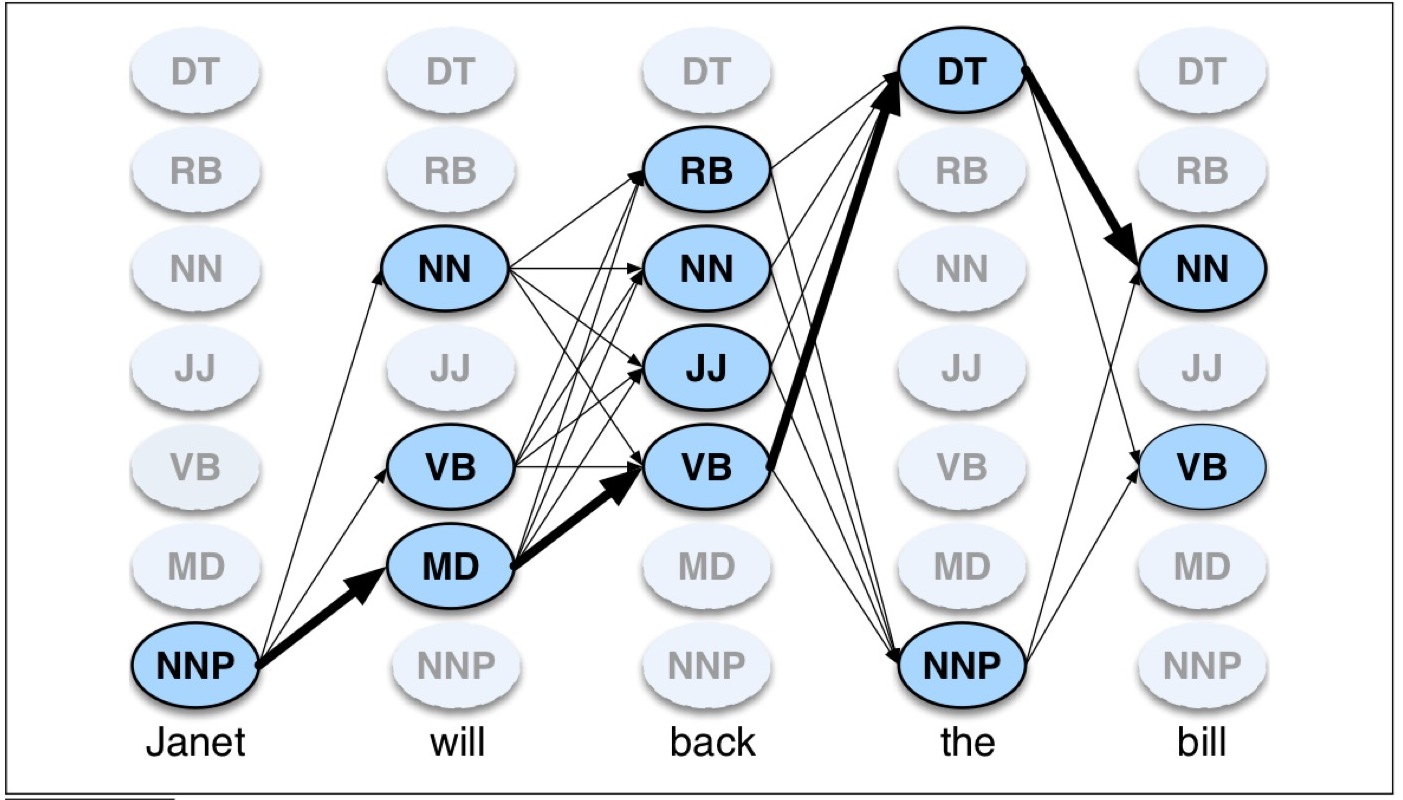 DT DT DT DT DT
RB RB RB RB RB
NN NN NN NN NN
JJ JJ JJ JJ JJ
VB VB VB VB VB
MD MD MD MD MD
NNP NNP NNP NNP NNP
Janet will back the bill